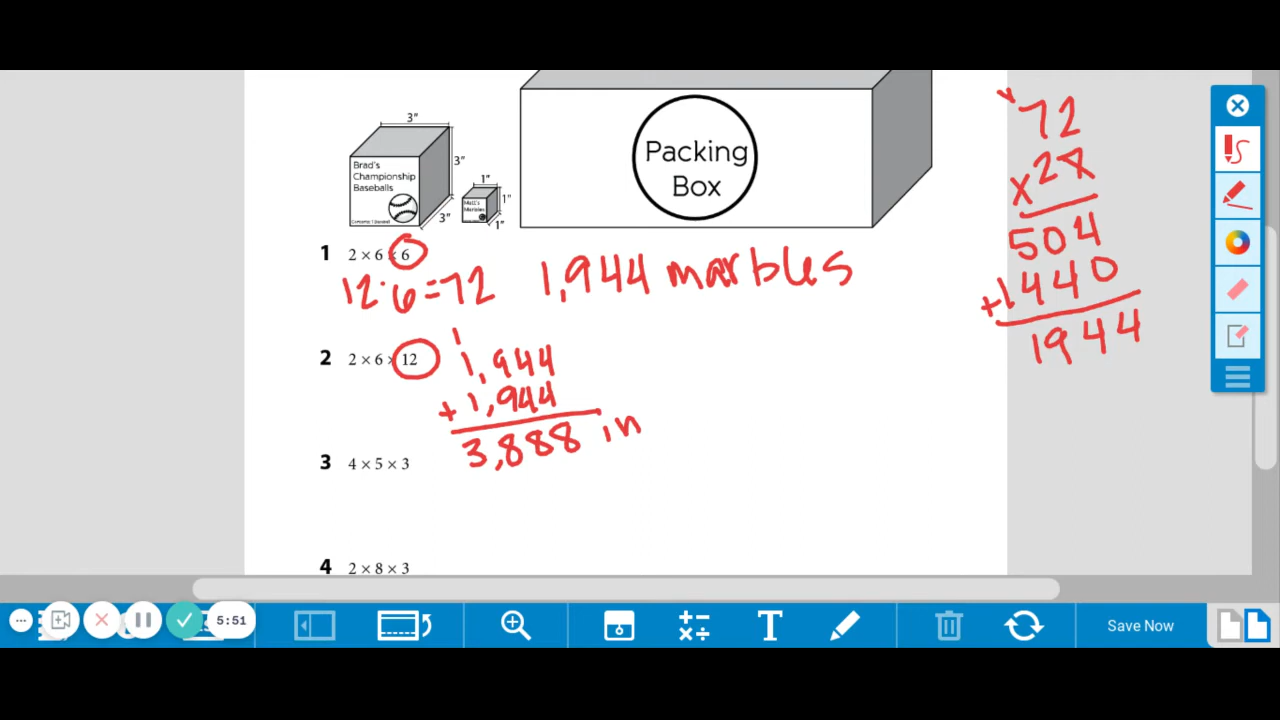 3"
3"
3"
Brad's
Championship
Baseballs
1"
1"
1"
Matt's
Marbles
Packing
Box
1 2 × 6 × 6
12 · 6 = 72
1,944 marbles
72
504
+1440
1944
2 2 × 6 × 12
1
1,944
+ 1,944
3,888 in
3 4 × 5 × 3
4 2 × 8 × 3
5:51
T
Save Now